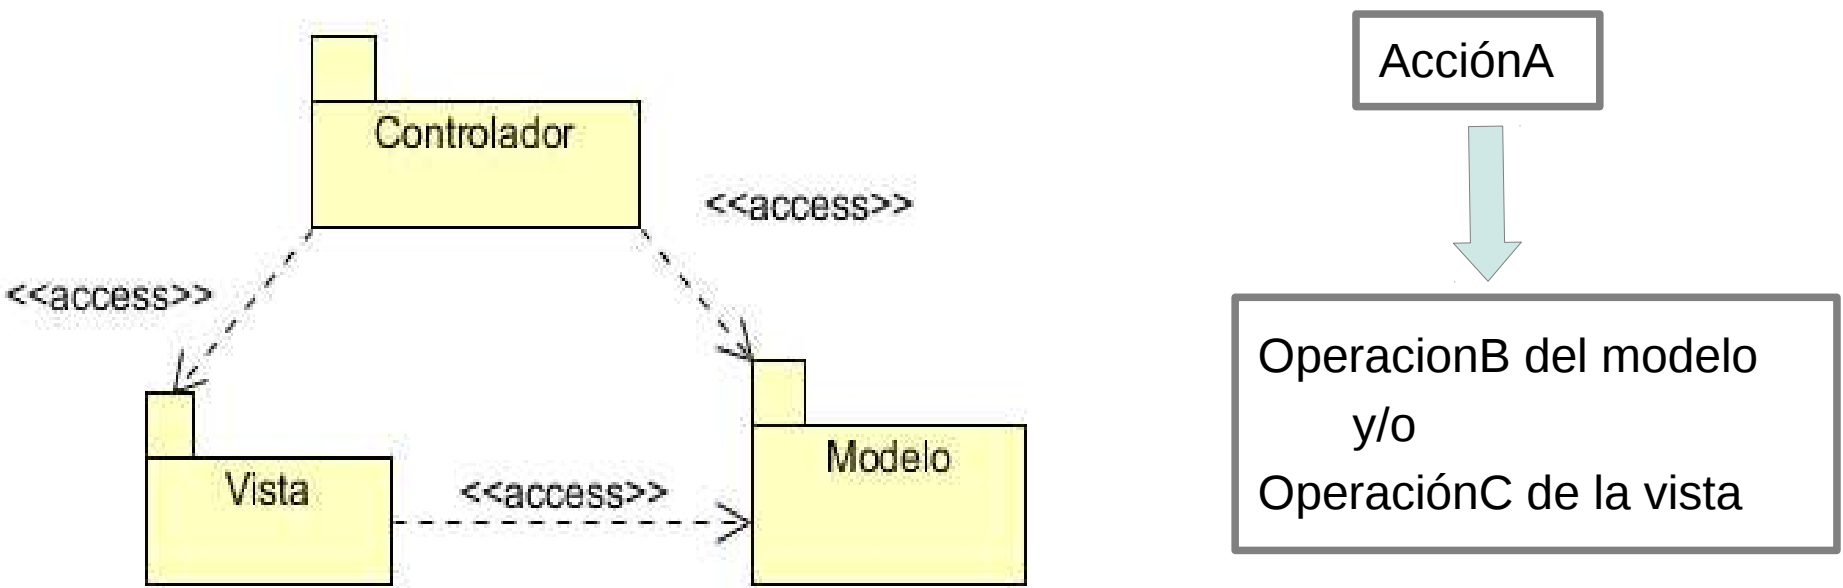 Controlador
<<access>>
<<access>>
Vista
<<access>>
Modelo
AcciónA
OperacionB del modelo
y/o
OperaciónC de la vista